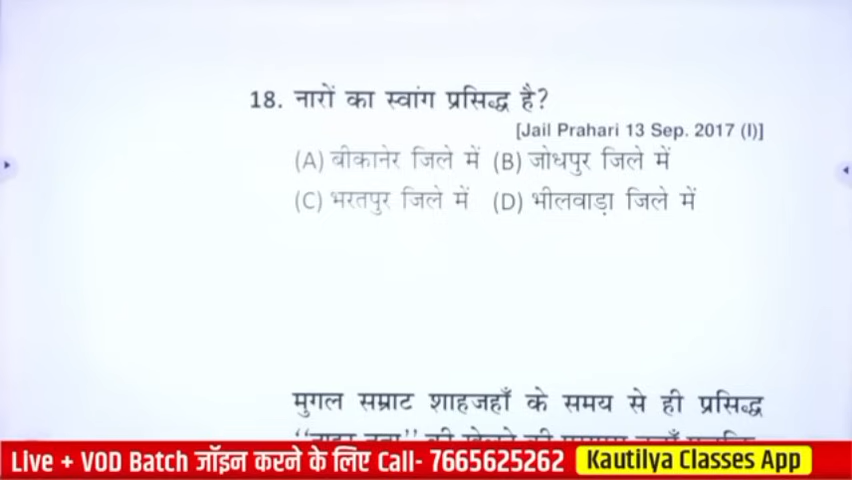 18. नारों का स्वांग प्रसिद्ध है?
[Jail Prahari 13 Sep. 2017 (I)]
(A) बीकानेर जिले में (B) जोधपुर जिले में
(C) भरतपुर जिले में (D) भीलवाड़ा जिले में
मुगल सम्राट शाहजहाँ के समय से ही प्रसिद्ध
Live + VOD Batch जॉइन करने के लिए Call- 7665625262 Kautilya Classes App